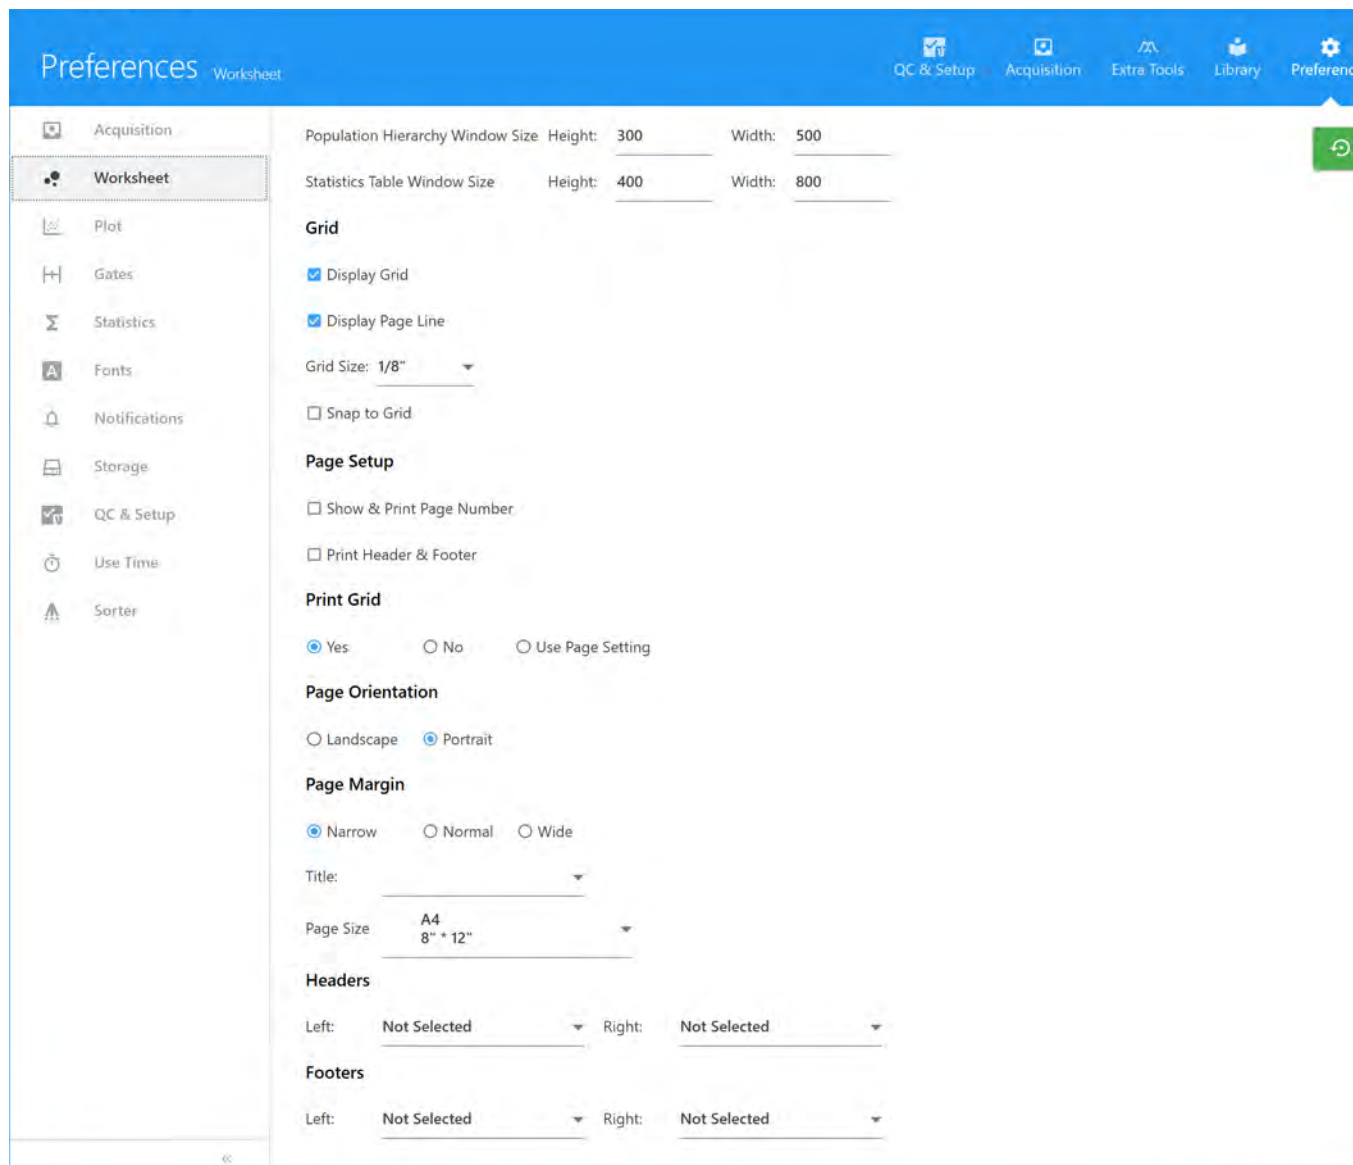 Preferences Worksheet
QC & Setup Acquisition Extra Tools Library Preferenc
Acquisition
Worksheet
Plot
Gates
Statistics
Fonts
Notifications
Storage
QC & Setup
Use Time
Sorter
Population Hierarchy Window Size Height: 300 Width: 500
Statistics Table Window Size Height: 400 Width: 800
Grid
Display Grid
Display Page Line
Grid Size: 1/8"
Snap to Grid
Page Setup
Show & Print Page Number
Print Header & Footer
Print Grid
Yes No Use Page Setting
Page Orientation
Landscape Portrait
Page Margin
Narrow Normal Wide
Title:
Page Size A4
8" * 12"
Headers
Left: Not Selected Right: Not Selected
Footers
Left: Not Selected Right: Not Selected